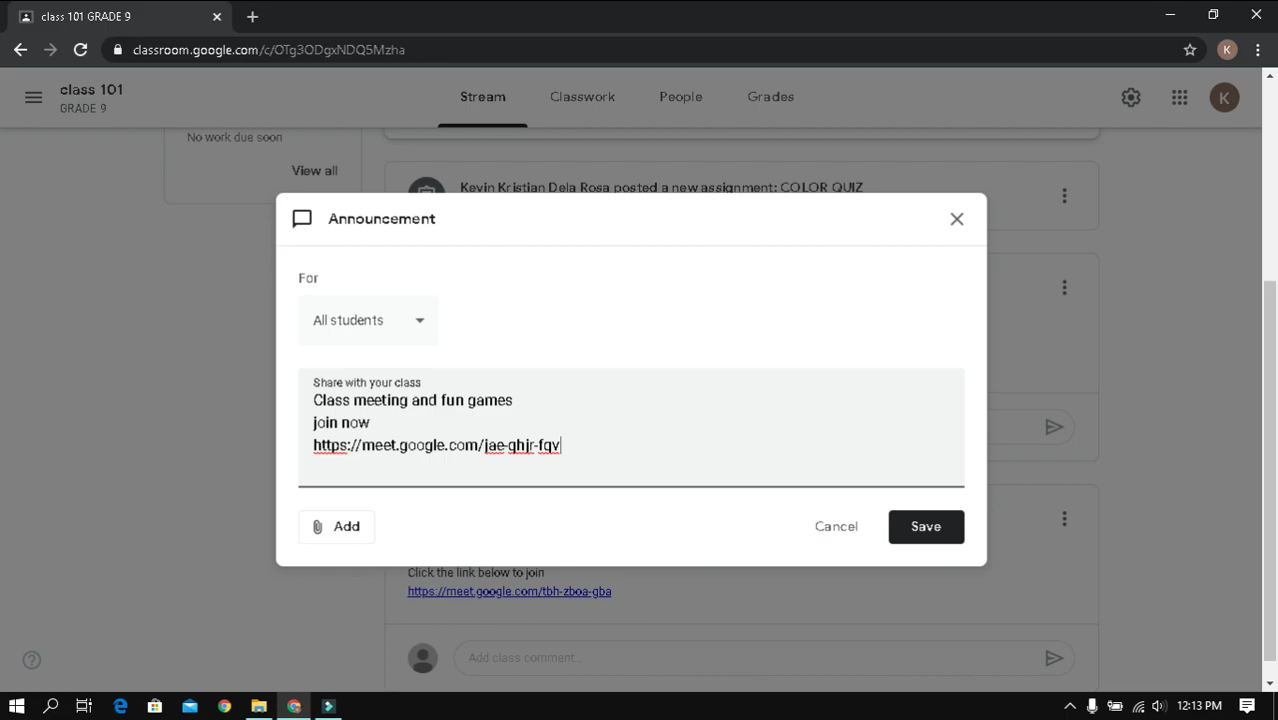 class 101 GRADE 9
classroom.google.com/c/OTg3ODgxNDQ5Mzha
K
class 101
GRADE 9
Stream
Classwork
People
Grades
K
No work due soon
View all
Kevin Kristian Dela Rosa posted a new assignment: COLOR QUIZ
Announcement
For
All students
Share with your class
Class meeting and fun games
join now
https://meet.google.com/jae-qhjr-fqv
Add
Cancel
Save
Click the link below to join
https://meet.google.com/tbh-zboa-gba
Add class comment...
12:13 PM